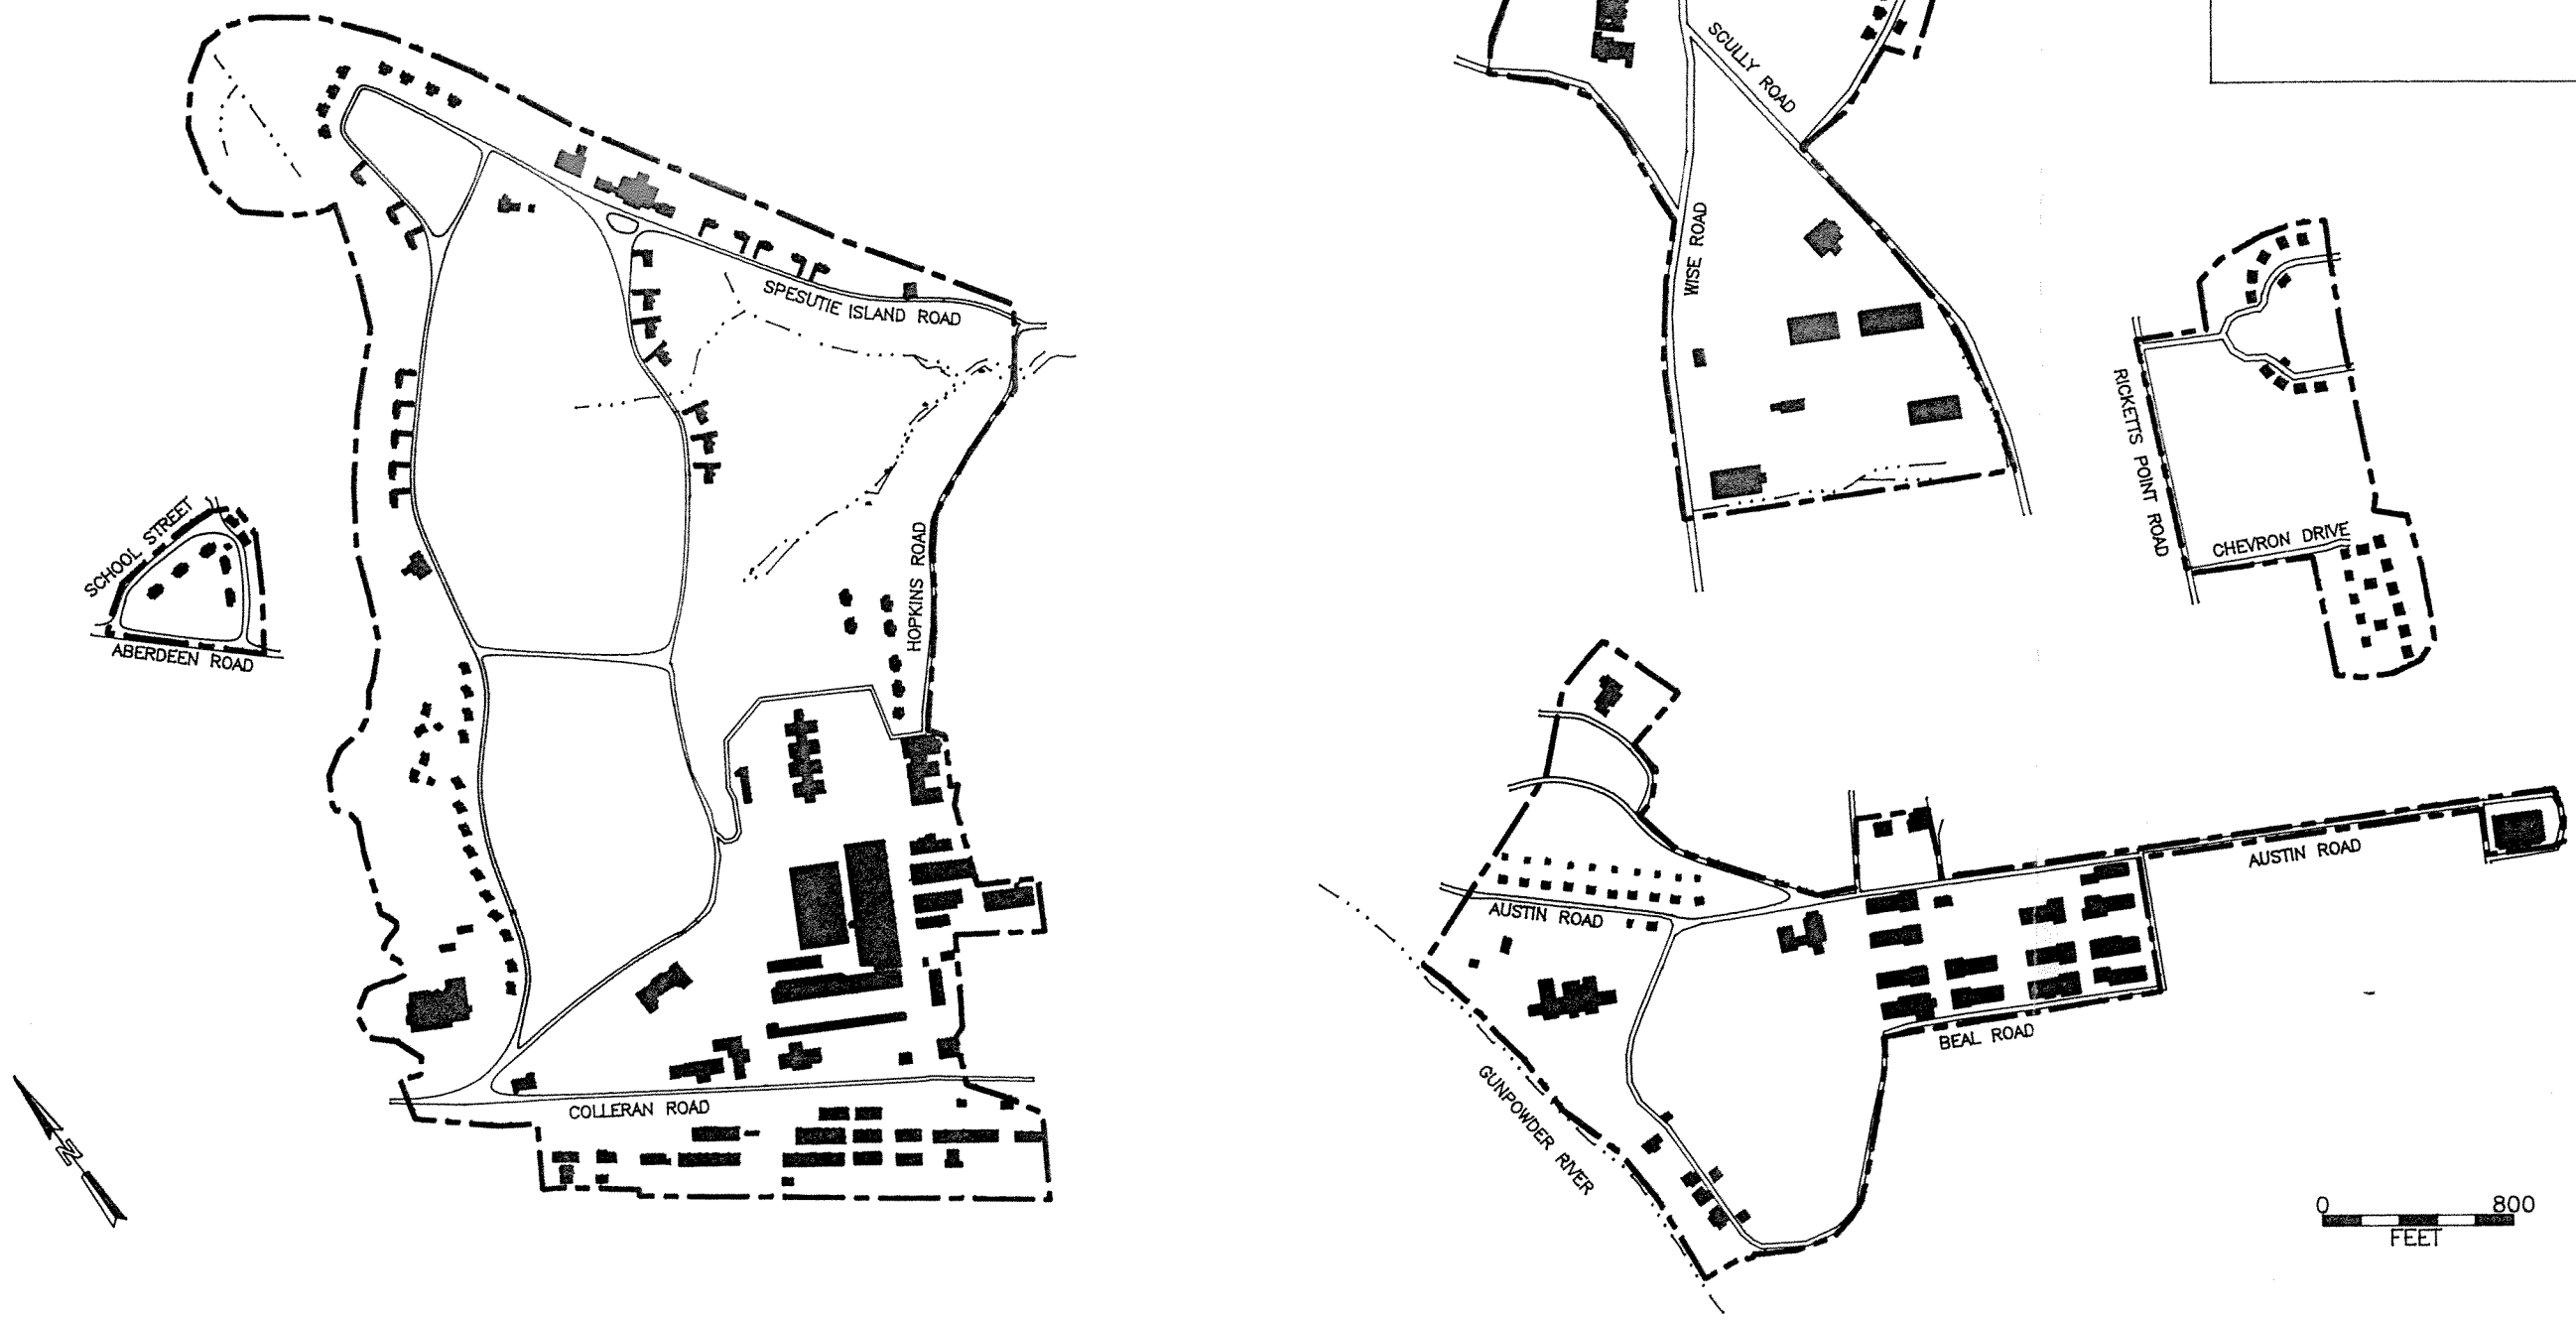 SCULLY ROAD
WISE ROAD
SPESUTIE ISLAND ROAD
RICKETTS POINT ROAD
SCHOOL STREET
CHEVRON DRIVE
HOPKINS ROAD
ABERDEEN ROAD
AUSTIN ROAD
AUSTIN ROAD
BEAL ROAD
GUNPOWDER RIVER
COLLERAN ROAD
N
0 800
FEET